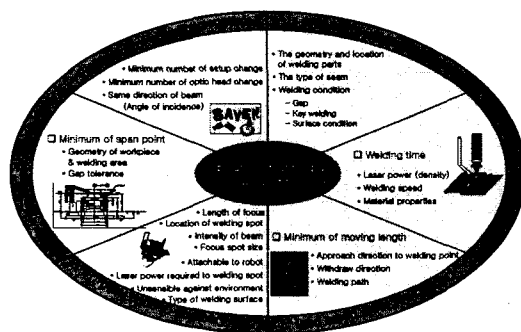 • Minimum number of setup change
• Minimum number of optic head change
• Same direction of beam
(Angle of incidence)
• The geometry and location
of welding parts
• The type of seam
• Welding condition
– Gap
– Key welding
– Surface condition
❑ Minimum of span point
• Geometry of workpiece
& welding area
• Gap tolerance
❑ Welding time
• Laser power (density)
• Welding speed
• Material properties
• Length of focus
• Location of welding spot
• Intensity of beam
• Focus spot size
• Attachable to robot
• Laser power required to welding spot
• Unsensible against environment
• Type of welding surface
❑ Minimum of moving length
• Approach direction to welding point
• Withdraw direction
• Welding path